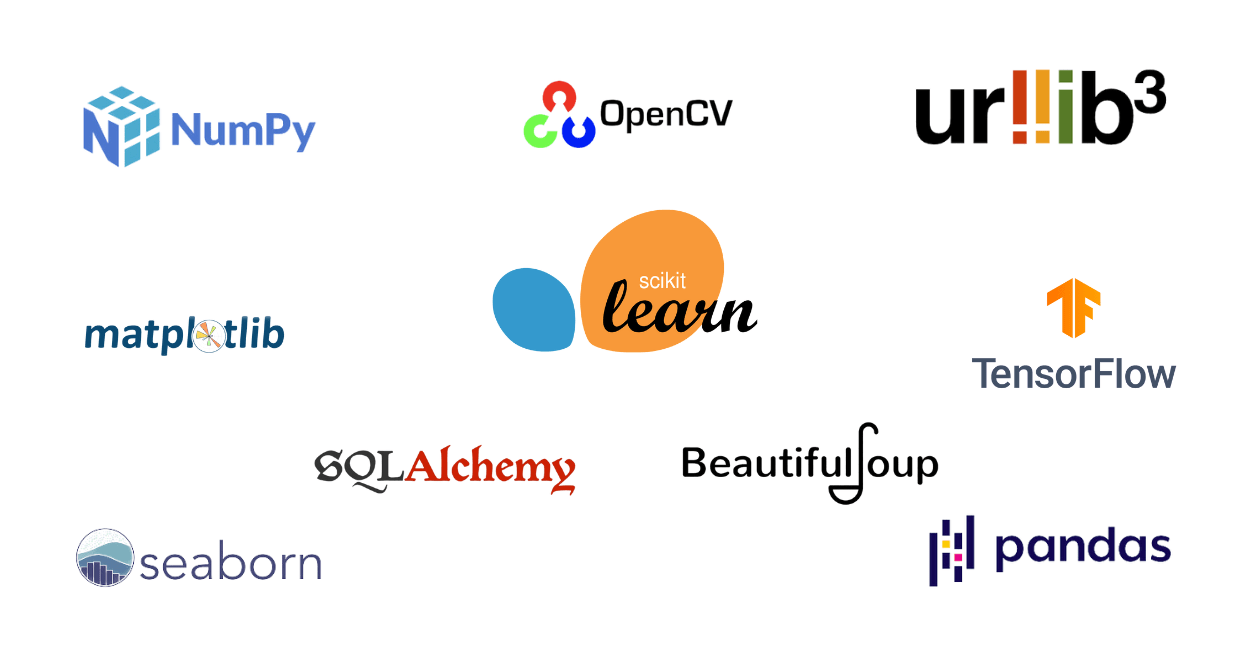 NumPy
OpenCV
urllib3
scikit
learn
matplotlib
TensorFlow
SQLAlchemy
BeautifulSoup
seaborn
pandas